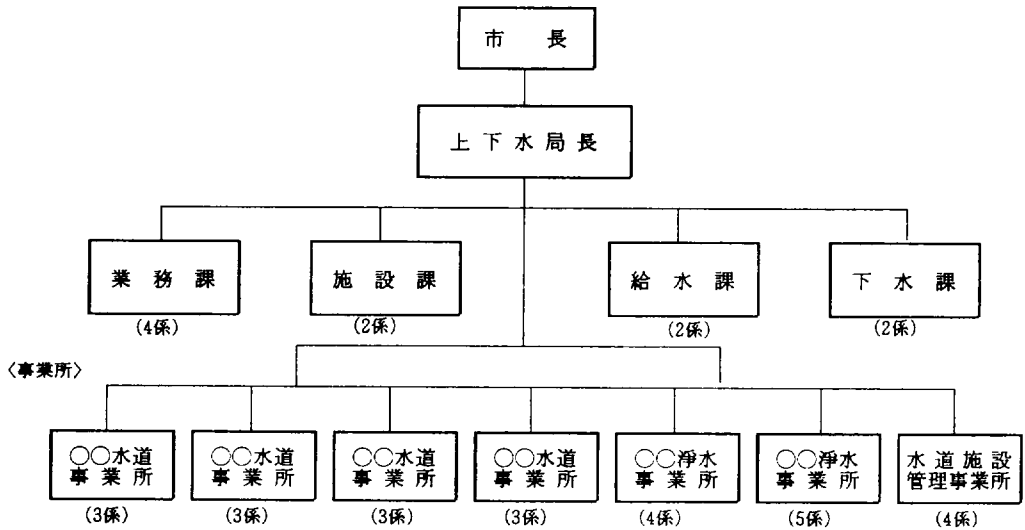 市長
上下水局長
業務課
施設課
給水課
下水課
(4係)
(2係)
(2係)
(2係)
〈事業所〉
○○水道
事業所
○○水道
事業所
○○水道
事業所
○○水道
事業所
○○淨水
事業所
○○淨水
事業所
水道施設
管理事業所
(3係)
(3係)
(3係)
(3係)
(4係)
(5係)
(4係)